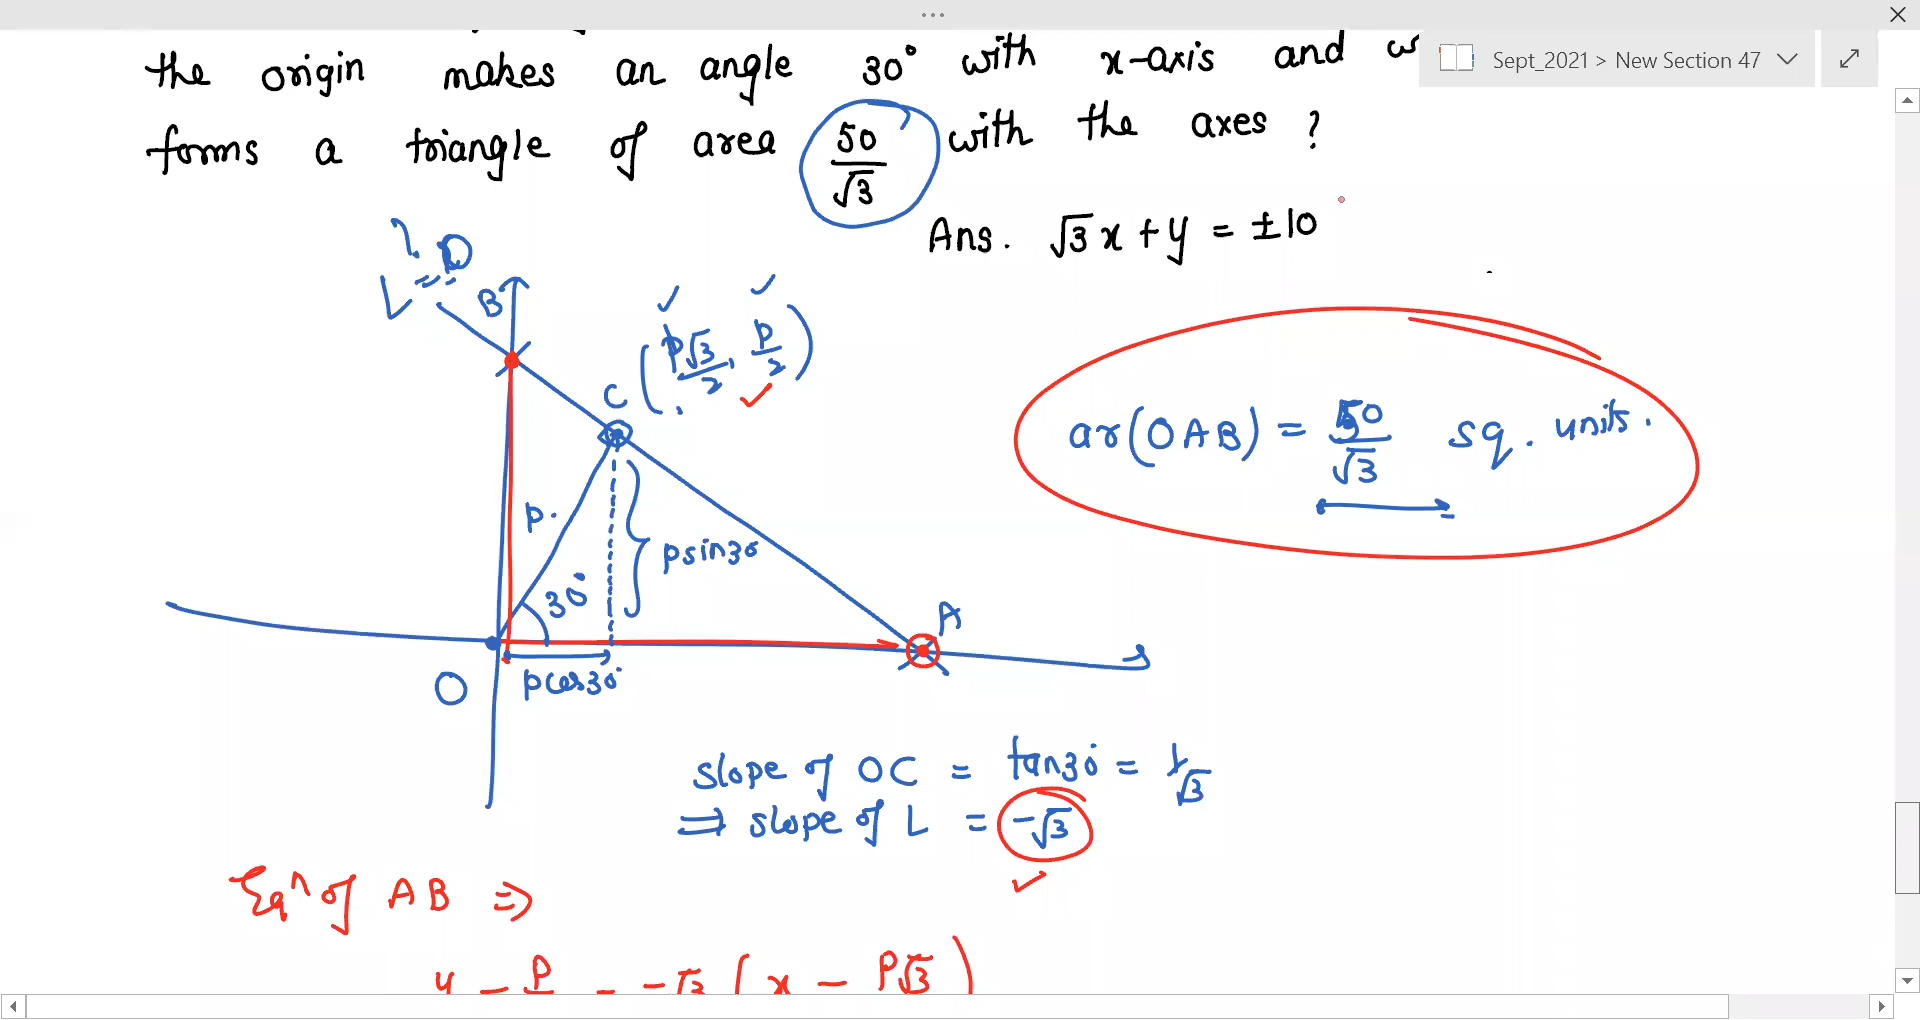 Sept_2021 > New Section 47
the origin makes an angle 30° with x-axis and
forms a triangle of area 50/√3 with the axes ?
Ans. √3x + y = ±10
L
B
C (p√3/2, p/2)
ar(OAB) = 50/√3 sq. units.
p.
psin30
30°
A
O
pcos30°
slope of OC = tan30° = 1/√3
⇒ slope of L = -√3
Eqⁿ of AB ⇒
y - p = -√3 ( x - p√3 )